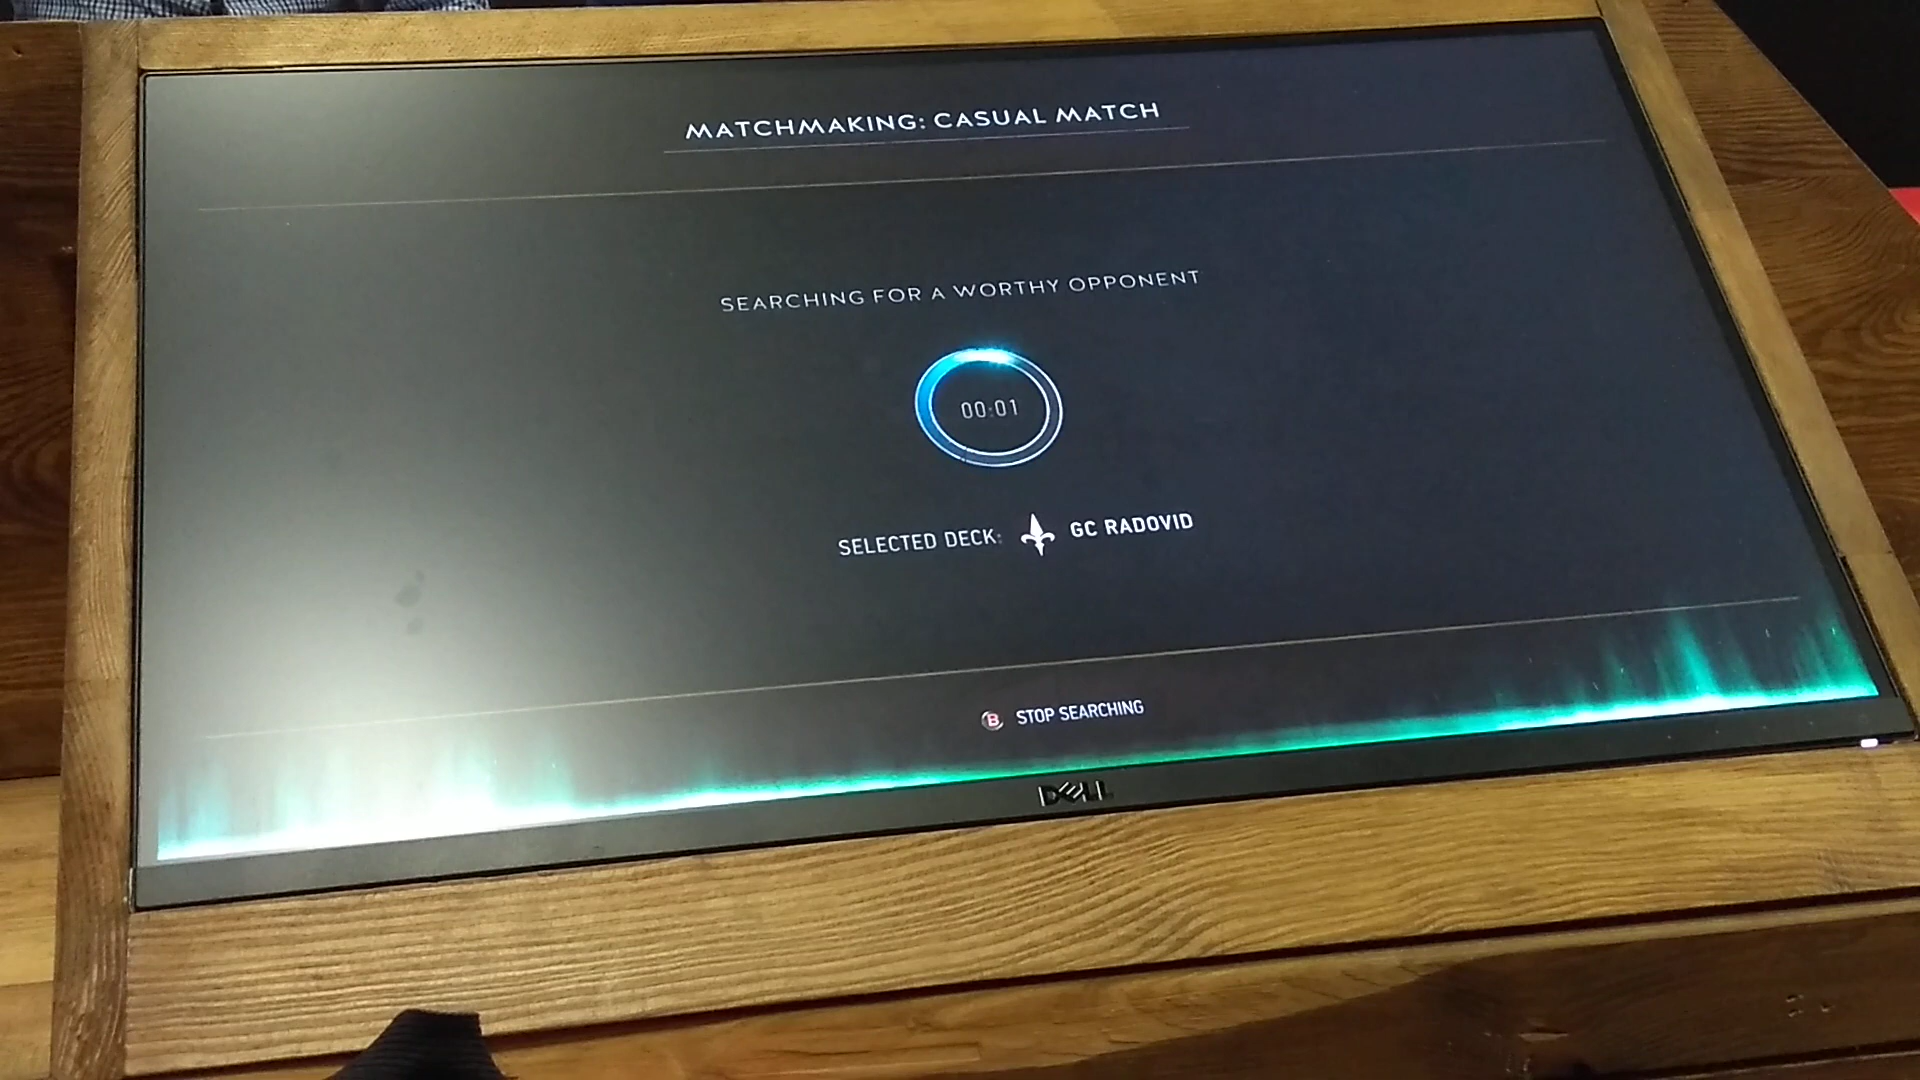 MATCHMAKING: CASUAL MATCH
SEARCHING FOR A WORTHY OPPONENT
00:01
SELECTED DECK: GC RADOVID
B STOP SEARCHING
DELL